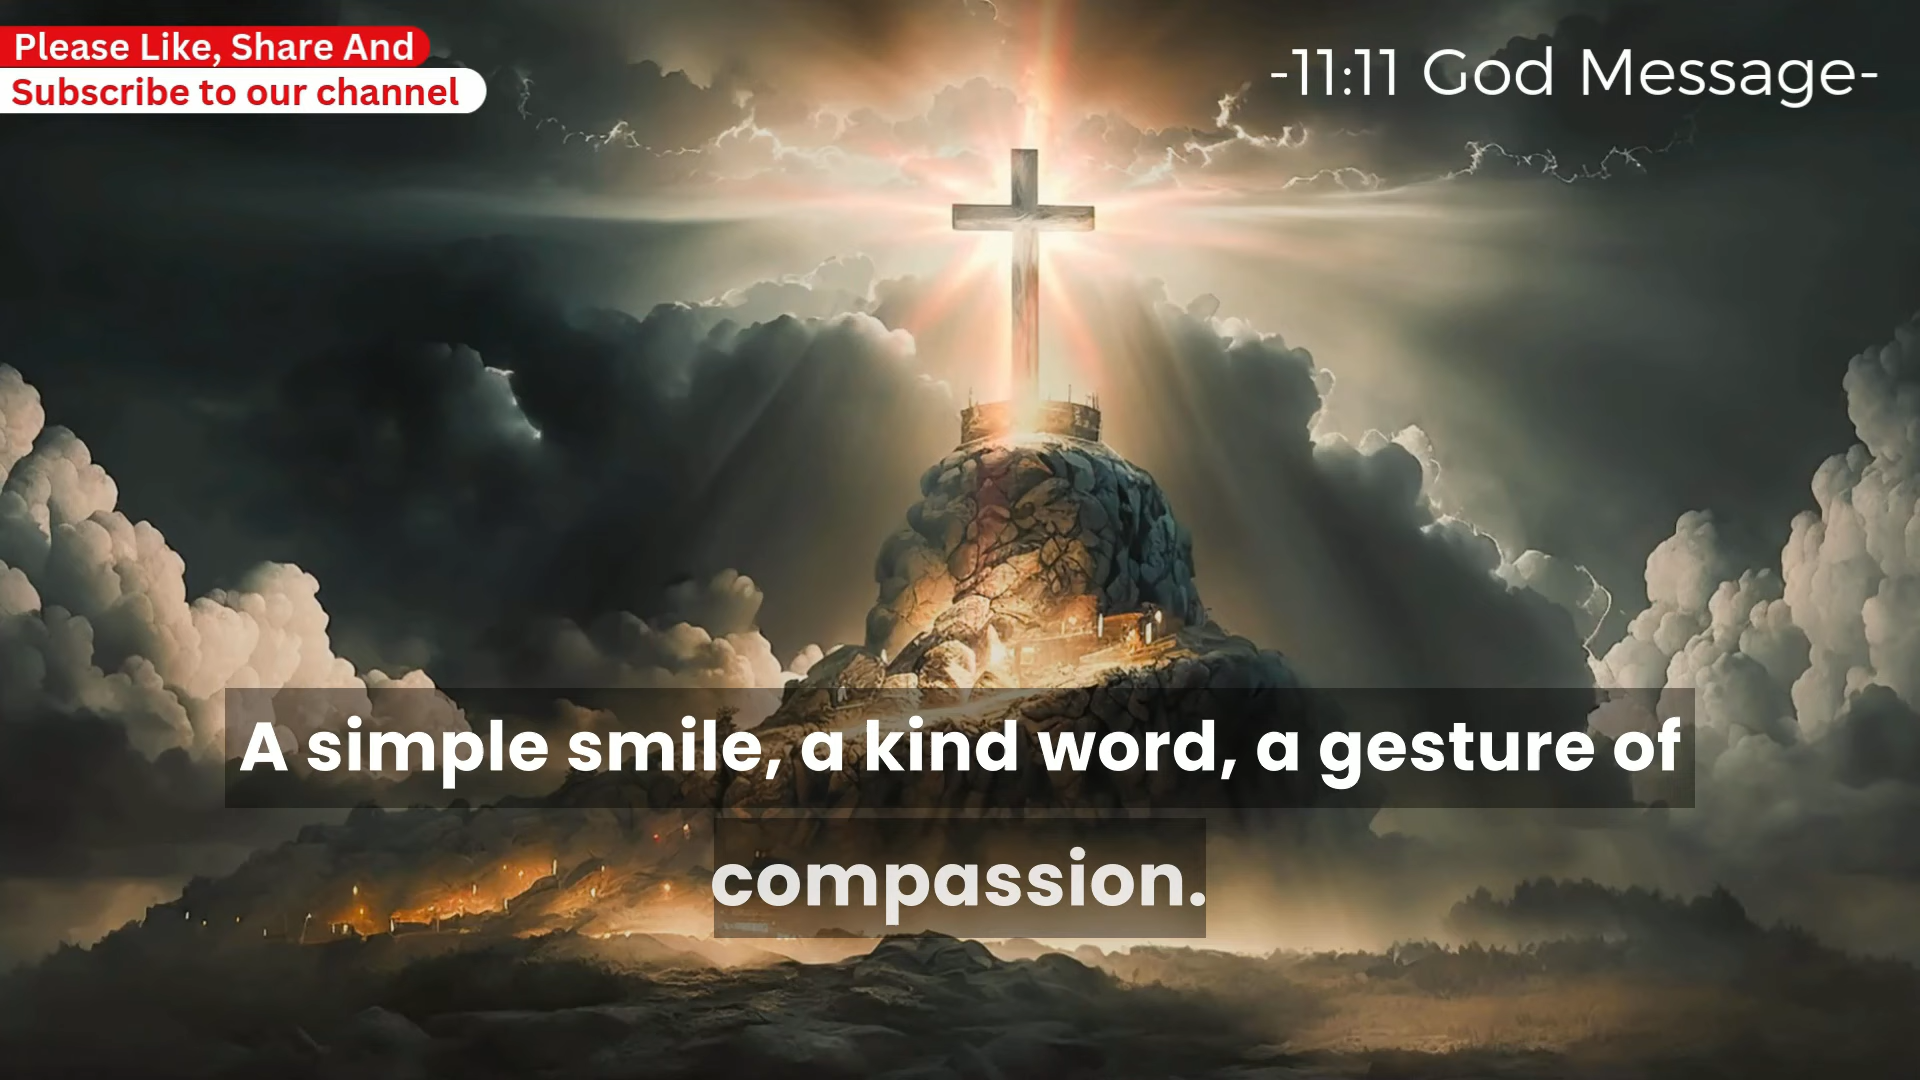 Please Like, Share And
Subscribe to our channel
-11:11 God Message-
A simple smile, a kind word, a gesture of
compassion.